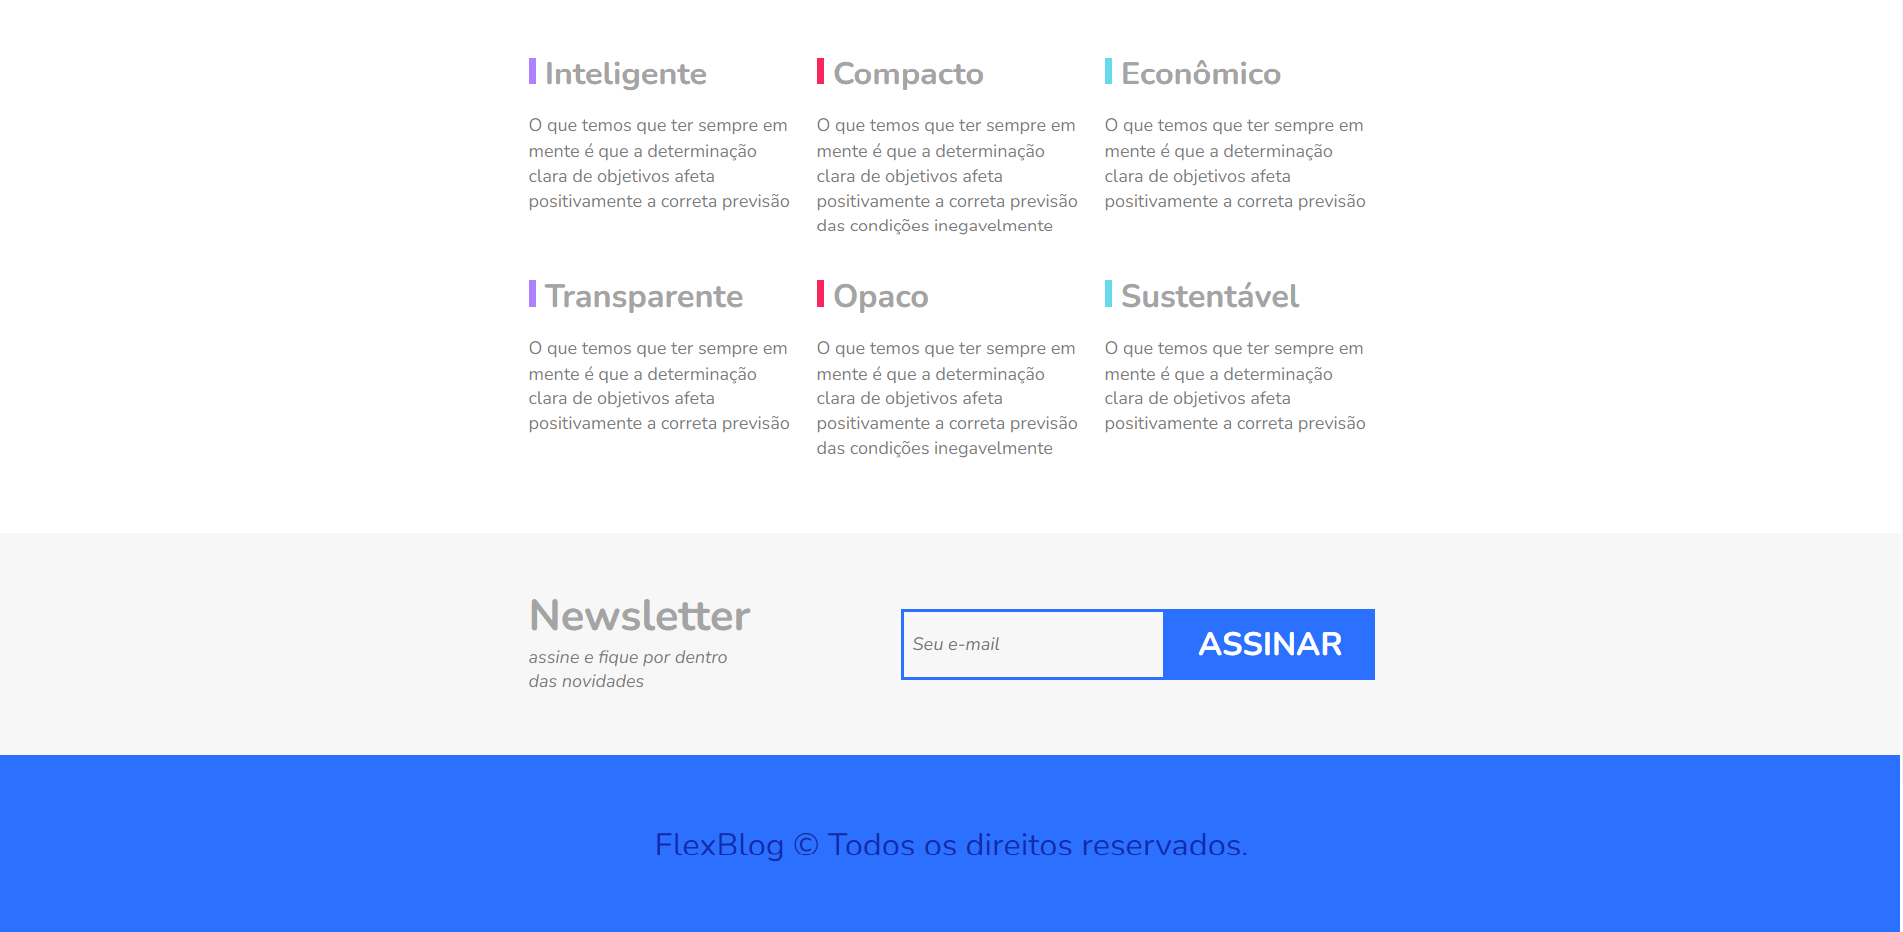 Inteligente
O que temos que ter sempre em
mente é que a determinação
clara de objetivos afeta
positivamente a correta previsão
Compacto
O que temos que ter sempre em
mente é que a determinação
clara de objetivos afeta
positivamente a correta previsão
das condições inegavelmente
Econômico
O que temos que ter sempre em
mente é que a determinação
clara de objetivos afeta
positivamente a correta previsão
Transparente
O que temos que ter sempre em
mente é que a determinação
clara de objetivos afeta
positivamente a correta previsão
Opaco
O que temos que ter sempre em
mente é que a determinação
clara de objetivos afeta
positivamente a correta previsão
das condições inegavelmente
Sustentável
O que temos que ter sempre em
mente é que a determinação
clara de objetivos afeta
positivamente a correta previsão
Newsletter
assine e fique por dentro
das novidades
Seu e-mail
ASSINAR
FlexBlog © Todos os direitos reservados.